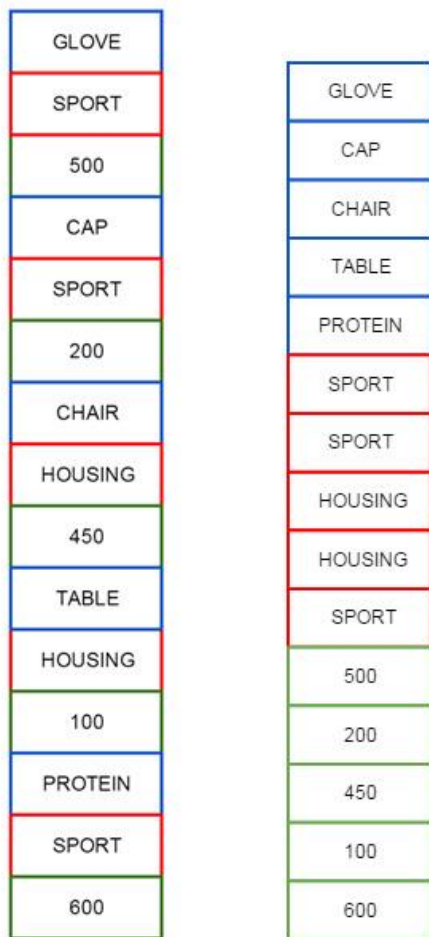 GLOVE
SPORT
500
CAP
SPORT
200
CHAIR
HOUSING
450
TABLE
HOUSING
100
PROTEIN
SPORT
600
GLOVE
CAP
CHAIR
TABLE
PROTEIN
SPORT
SPORT
HOUSING
HOUSING
SPORT
500
200
450
100
600